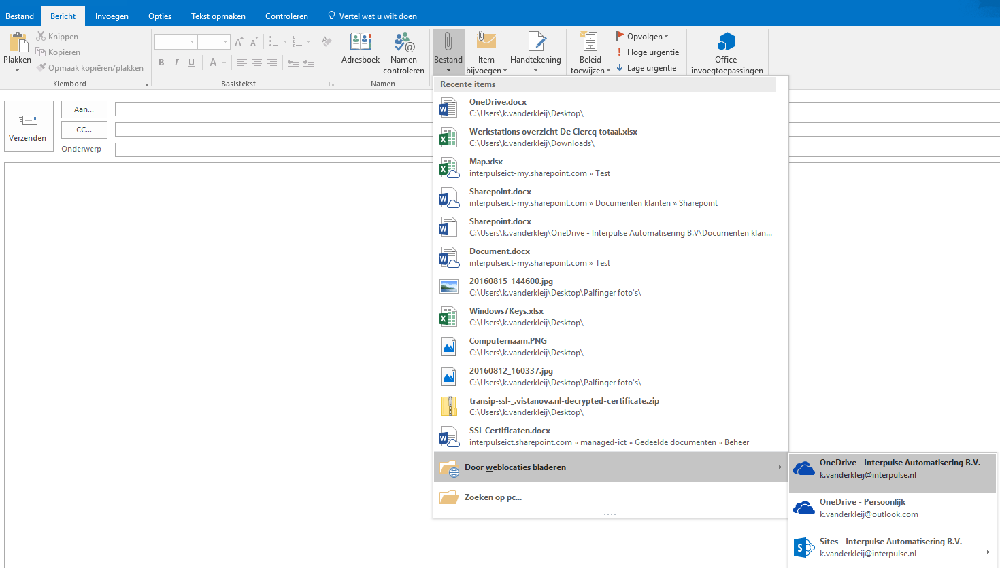 Bestand Bericht Invoegen Opties Tekst opmaken Controleren Vertel wat u wilt doen
Plakken
Knippen
Kopiëren
Opmaak kopiëren/plakken
Klembord
B I U A
Basistekst
Adresboek
Namen
controleren
Namen
Bestand
Item
bijvoegen
Handtekening
Beleid
toewijzen
Opvolgen
Hoge urgentie
Lage urgentie
Office-
invoegtoepassingen
Verzenden
Aan...
CC...
Onderwerp
Recente items
OneDrive.docx
C:\Users\k.vanderkleij\Desktop\
Werkstations overzicht De Clercq totaal.xlsx
C:\Users\k.vanderkleij\Downloads\
Map.xlsx
interpulseict-my.sharepoint.com » Test
Sharepoint.docx
interpulseict-my.sharepoint.com » Documenten klanten » Sharepoint
Sharepoint.docx
C:\Users\k.vanderkleij\OneDrive - Interpulse Automatisering B.V\Documenten klan...
Document.docx
interpulseict-my.sharepoint.com » Test
20160815_144600.jpg
C:\Users\k.vanderkleij\Desktop\Palfinger foto's\
Windows7Keys.xlsx
C:\Users\k.vanderkleij\Desktop\
Computernaam.PNG
C:\Users\k.vanderkleij\Desktop\
20160812_160337.jpg
C:\Users\k.vanderkleij\Desktop\Palfinger foto's\
transip-ssl-_.vistanova.nl-decrypted-certificate.zip
C:\Users\k.vanderkleij\Desktop\
SSL Certificaten.docx
interpulseict.sharepoint.com » managed-ict » Gedeelde documenten » Beheer
Door weblocaties bladeren
Zoeken op pc...
OneDrive - Interpulse Automatisering B.V.
k.vanderkleij@interpulse.nl
OneDrive - Persoonlijk
k.vanderkleij@outlook.com
Sites - Interpulse Automatisering B.V.
k.vanderkleij@interpulse.nl